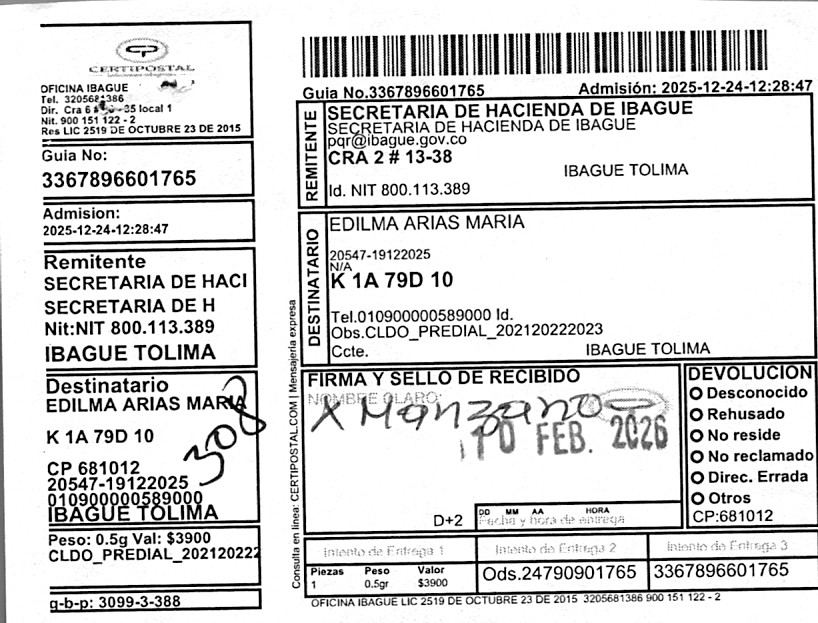 CERTIPOSTAL
OFICINA IBAGUE
Tel. 3205681386
Dir. Cra 6 35 local 1
Nit. 900 151 122 - 2
Res LIC 2519 DE OCTUBRE 23 DE 2015
Guia No:
3367896601765
Admision:
2025-12-24-12:28:47
Remitente
SECRETARIA DE HACI
SECRETARIA DE H
Nit:NIT 800.113.389
IBAGUE TOLIMA
Destinatario
EDILMA ARIAS MARIA
K 1A 79D 10
308
CP 681012
20547-19122025
010900000589000
IBAGUE TOLIMA
Peso: 0.5g Val: $3900
CLDO_PREDIAL_202120222
q-b-p: 3099-3-388
Consulta en linea: CERTIPOSTAL.COM | Mensajeria expresa
Guia No.3367896601765 Admisión: 2025-12-24-12:28:47
REMITENTE
SECRETARIA DE HACIENDA DE IBAGUE
SECRETARIA DE HACIENDA DE IBAGUE
pqr@ibague.gov.co
CRA 2 # 13-38
IBAGUE TOLIMA
Id. NIT 800.113.389
DESTINATARIO
EDILMA ARIAS MARIA
20547-19122025
N/A
K 1A 79D 10
Tel.010900000589000 Id.
Obs.CLDO_PREDIAL_202120222023
Ccte. IBAGUE TOLIMA
FIRMA Y SELLO DE RECIBIDO
NOMBRE CLARO:
X Manzano
10 FEB. 2026
D+2
DD MM AA HORA
Fecha y hora de entrega
DEVOLUCION
Desconocido
Rehusado
No reside
No reclamado
Direc. Errada
Otros
CP:681012
Intento de Entrega 1 Intento de Entrega 2 Intento de Entrega 3
Piezas Peso Valor
1 0.5gr $3900
Ods.24790901765 3367896601765
OFICINA IBAGUE LIC 2519 DE OCTUBRE 23 DE 2015 3205681386 900 151 122 - 2